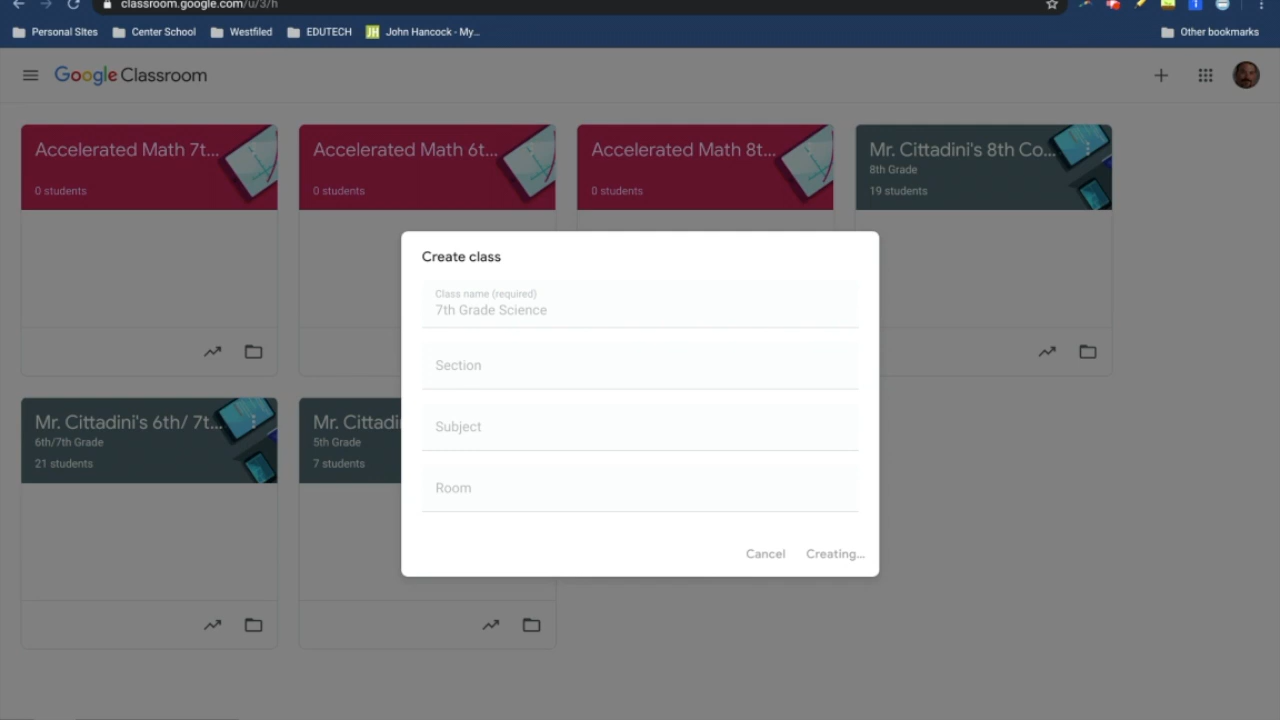 classroom.google.com/u/3/h
Personal SItes
Center School
Westfiled
EDUTECH
JH
John Hancock - My...
Other bookmarks
Google Classroom
Accelerated Math 7t...
0 students
Accelerated Math 6t...
0 students
Accelerated Math 8t...
0 students
Mr. Cittadini's 8th Co...
8th Grade
19 students
Create class
Class name (required)
7th Grade Science
Section
Subject
Room
Cancel
Creating...
Mr. Cittadini's 6th/ 7t...
6th/7th Grade
21 students
Mr. Cittadi
5th Grade
7 students